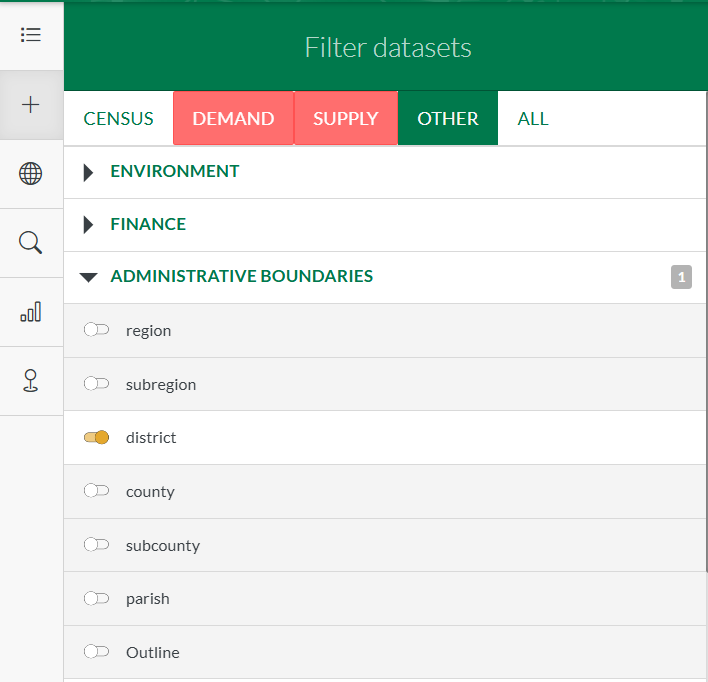 Filter datasets
CENSUS DEMAND SUPPLY OTHER ALL
ENVIRONMENT
FINANCE
ADMINISTRATIVE BOUNDARIES 1
region
subregion
district
county
subcounty
parish
Outline